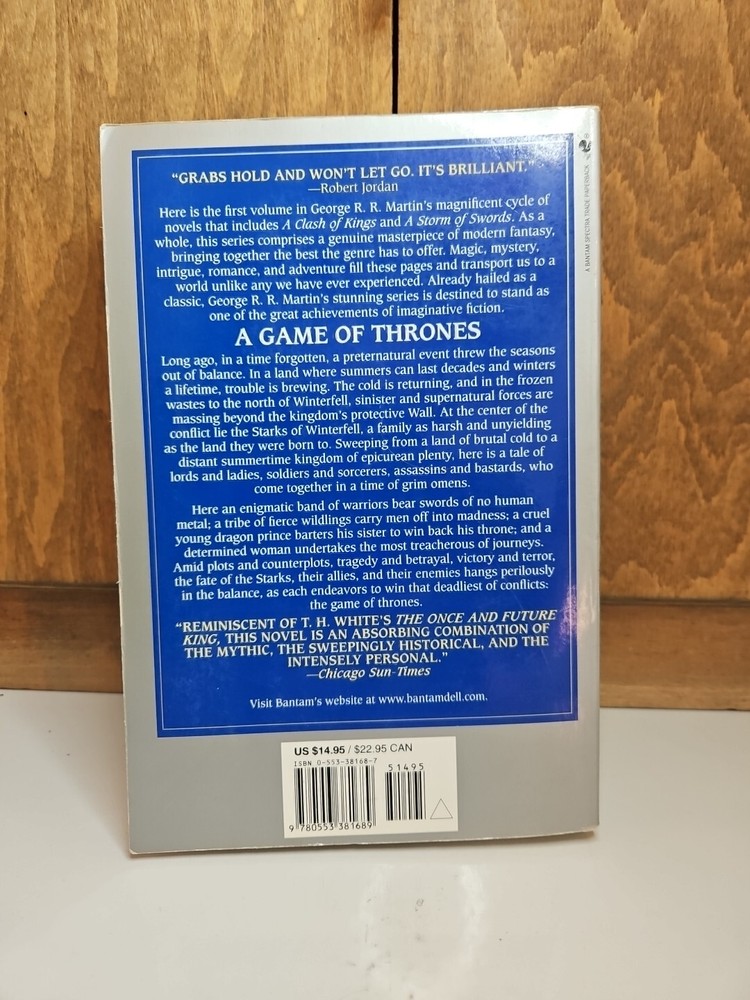 “GRABS HOLD AND WON’T LET GO. IT’S BRILLIANT.”
—Robert Jordan
Here is the first volume in George R. R. Martin’s magnificent cycle of
novels that includes A Clash of Kings and A Storm of Swords. As a
whole, this series comprises a genuine masterpiece of modern fantasy,
bringing together the best the genre has to offer. Magic, mystery,
intrigue, romance, and adventure fill these pages and transport us to a
world unlike any we have ever experienced. Already hailed as a
classic, George R. R. Martin’s stunning series is destined to stand as
one of the great achievements of imaginative fiction.
A GAME OF THRONES
Long ago, in a time forgotten, a preternatural event threw the seasons
out of balance. In a land where summers can last decades and winters
a lifetime, trouble is brewing. The cold is returning, and in the frozen
wastes to the north of Winterfell, sinister and supernatural forces are
massing beyond the kingdom’s protective Wall. At the center of the
conflict lie the Starks of Winterfell, a family as harsh and unyielding
as the land they were born to. Sweeping from a land of brutal cold to a
distant summertime kingdom of epicurean plenty, here is a tale of
lords and ladies, soldiers and sorcerers, assassins and bastards, who
come together in a time of grim omens.
Here an enigmatic band of warriors bear swords of no human
metal; a tribe of fierce wildlings carry men off into madness; a cruel
young dragon prince barters his sister to win back his throne; and a
determined woman undertakes the most treacherous of journeys.
Amid plots and counterplots, tragedy and betrayal, victory and terror,
the fate of the Starks, their allies, and their enemies hangs perilously
in the balance, as each endeavors to win that deadliest of conflicts:
the game of thrones.
“REMINISCENT OF T. H. WHITE’S THE ONCE AND FUTURE
KING, THIS NOVEL IS AN ABSORBING COMBINATION OF
THE MYTHIC, THE SWEEPINGLY HISTORICAL, AND THE
INTENSELY PERSONAL.”
—Chicago Sun-Times
Visit Bantam’s website at www.bantamdell.com.
US $14.95 / $22.95 CAN
ISBN 0-553-38168-7
51495
9 780553 381689
A BANTAM SPECTRA TRADE PAPERBACK